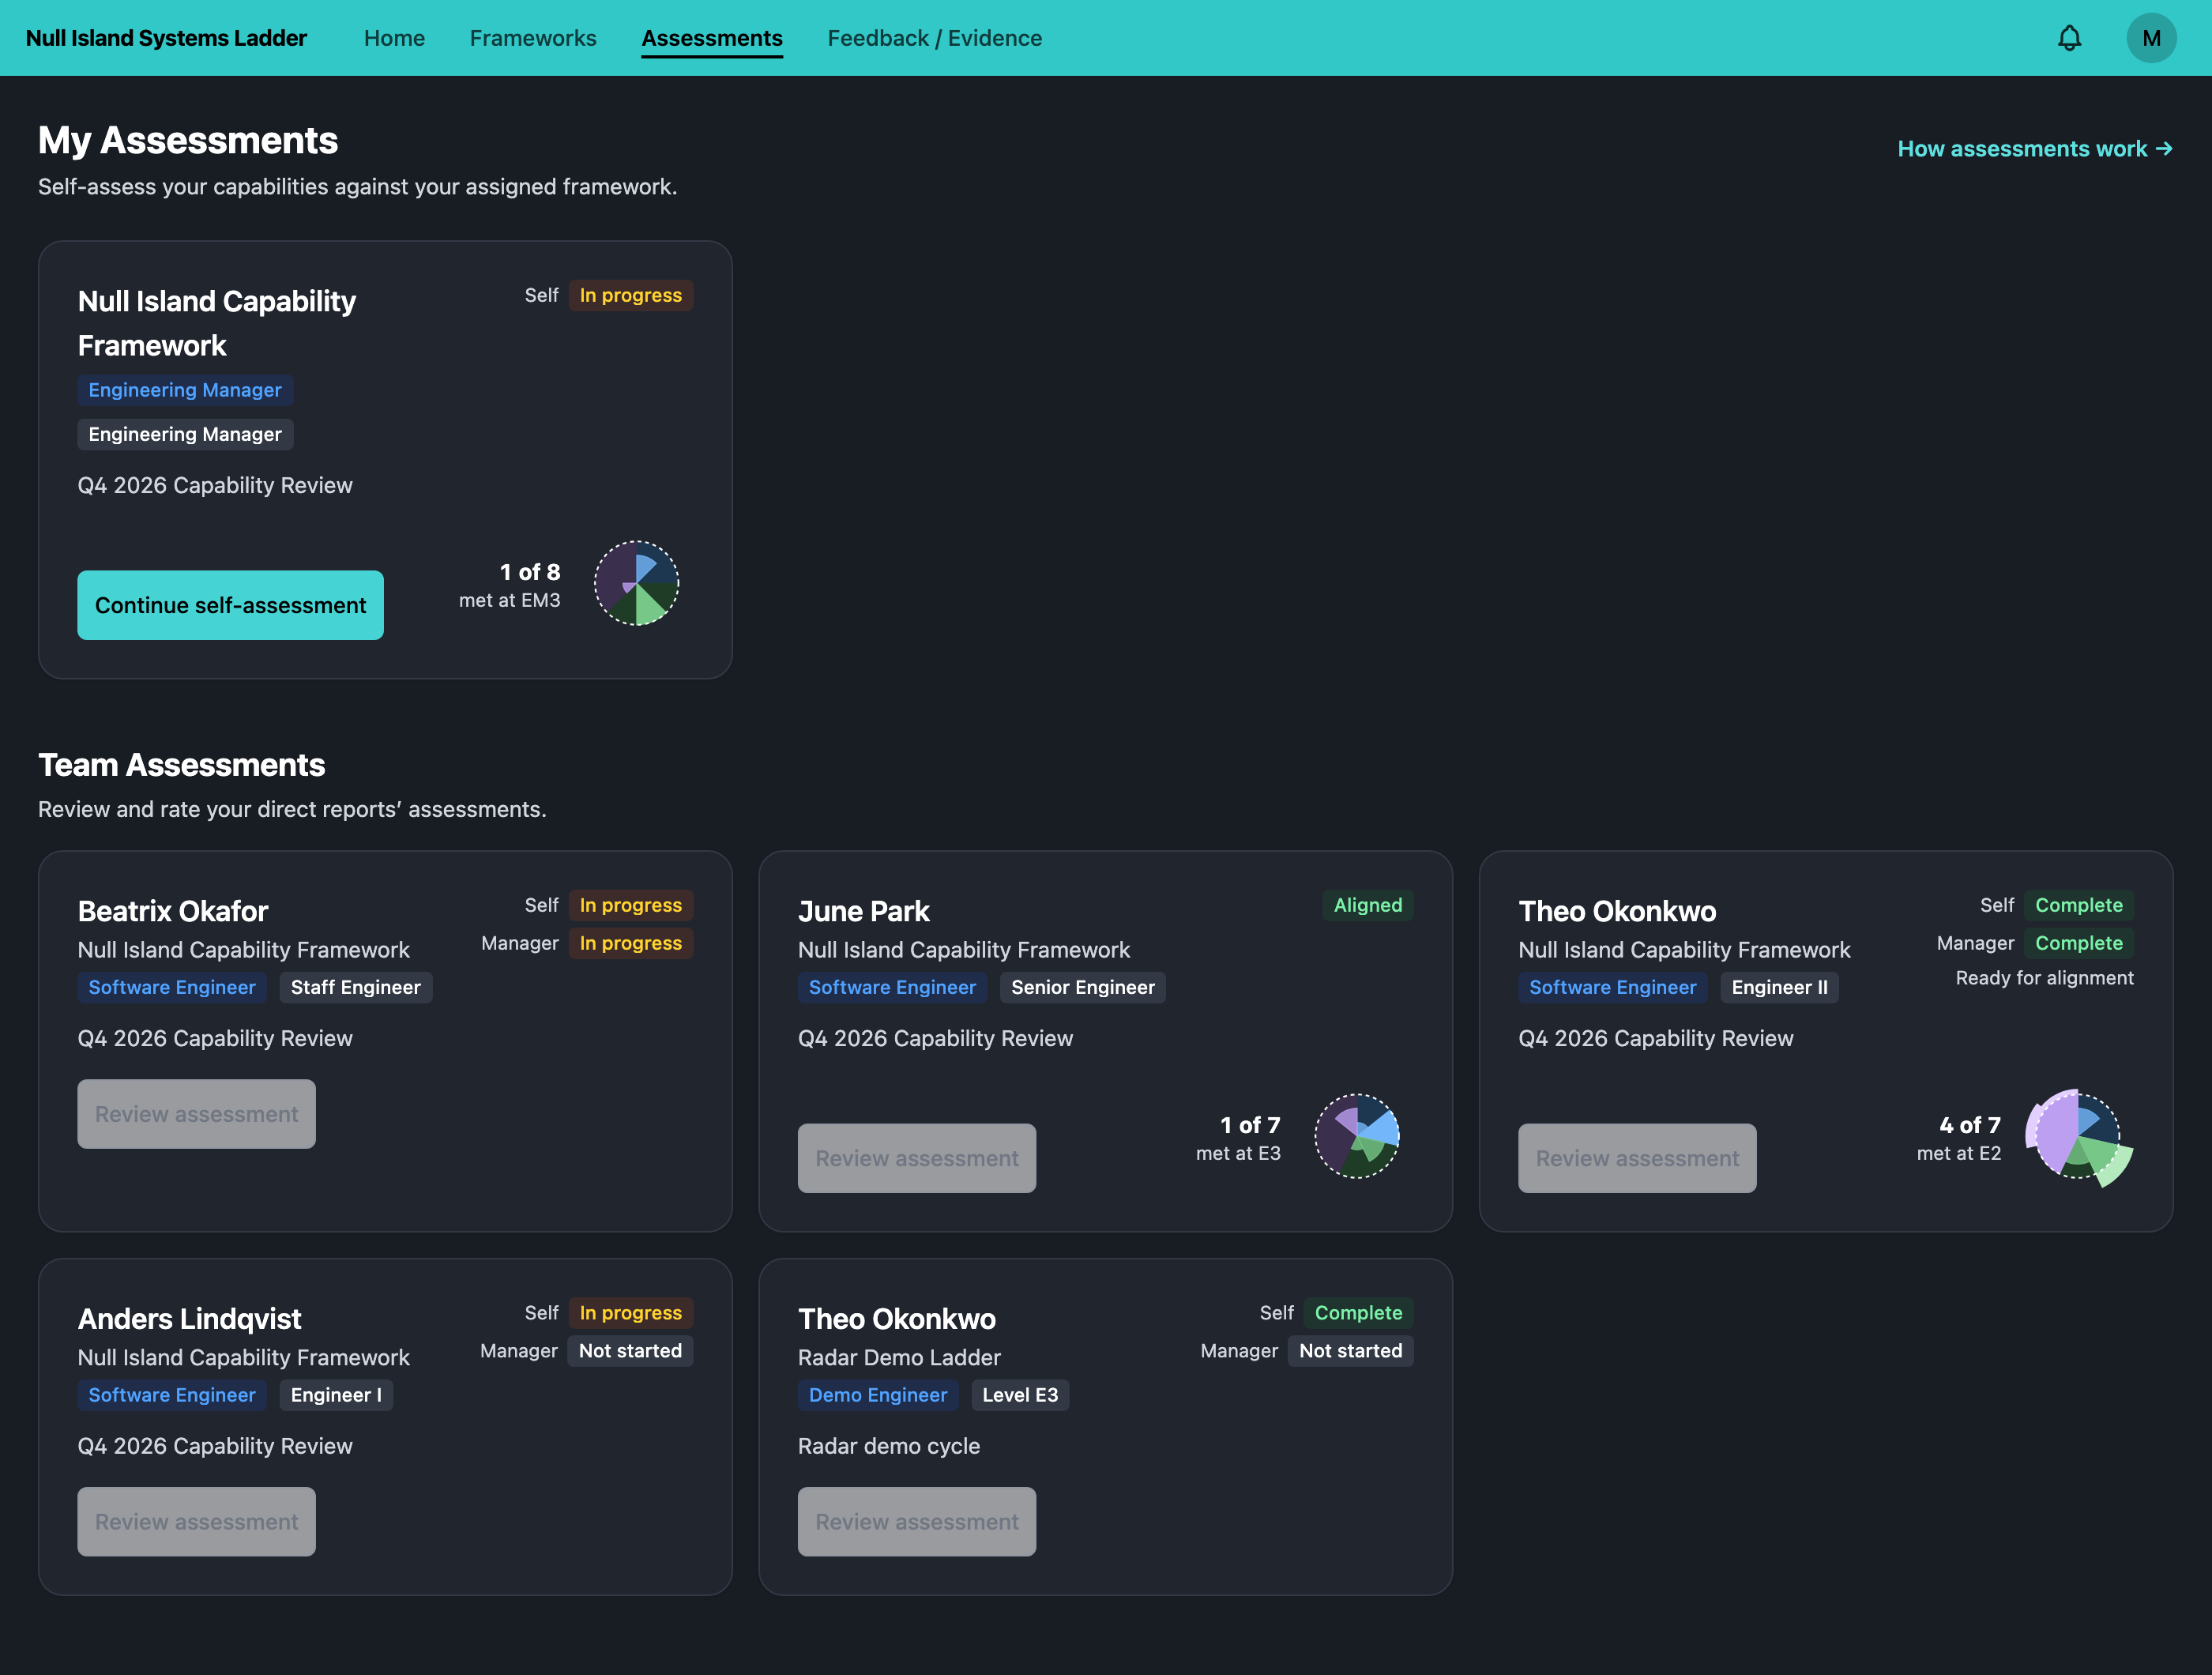 Null Island Systems Ladder
Home
Frameworks
Assessments
Feedback / Evidence
M
My Assessments
How assessments work →
Self-assess your capabilities against your assigned framework.
Null Island Capability
Framework
Self In progress
Engineering Manager
Engineering Manager
Q4 2026 Capability Review
Continue self-assessment
1 of 8
met at EM3
Team Assessments
Review and rate your direct reports’ assessments.
Beatrix Okafor
Self In progress
Null Island Capability Framework
Manager In progress
Software Engineer
Staff Engineer
Q4 2026 Capability Review
Review assessment
June Park
Aligned
Null Island Capability Framework
Software Engineer
Senior Engineer
Q4 2026 Capability Review
Review assessment
1 of 7
met at E3
Theo Okonkwo
Self Complete
Null Island Capability Framework
Manager Complete
Ready for alignment
Software Engineer
Engineer II
Q4 2026 Capability Review
Review assessment
4 of 7
met at E2
Anders Lindqvist
Self In progress
Null Island Capability Framework
Manager Not started
Software Engineer
Engineer I
Q4 2026 Capability Review
Review assessment
Theo Okonkwo
Self Complete
Radar Demo Ladder
Manager Not started
Demo Engineer
Level E3
Radar demo cycle
Review assessment